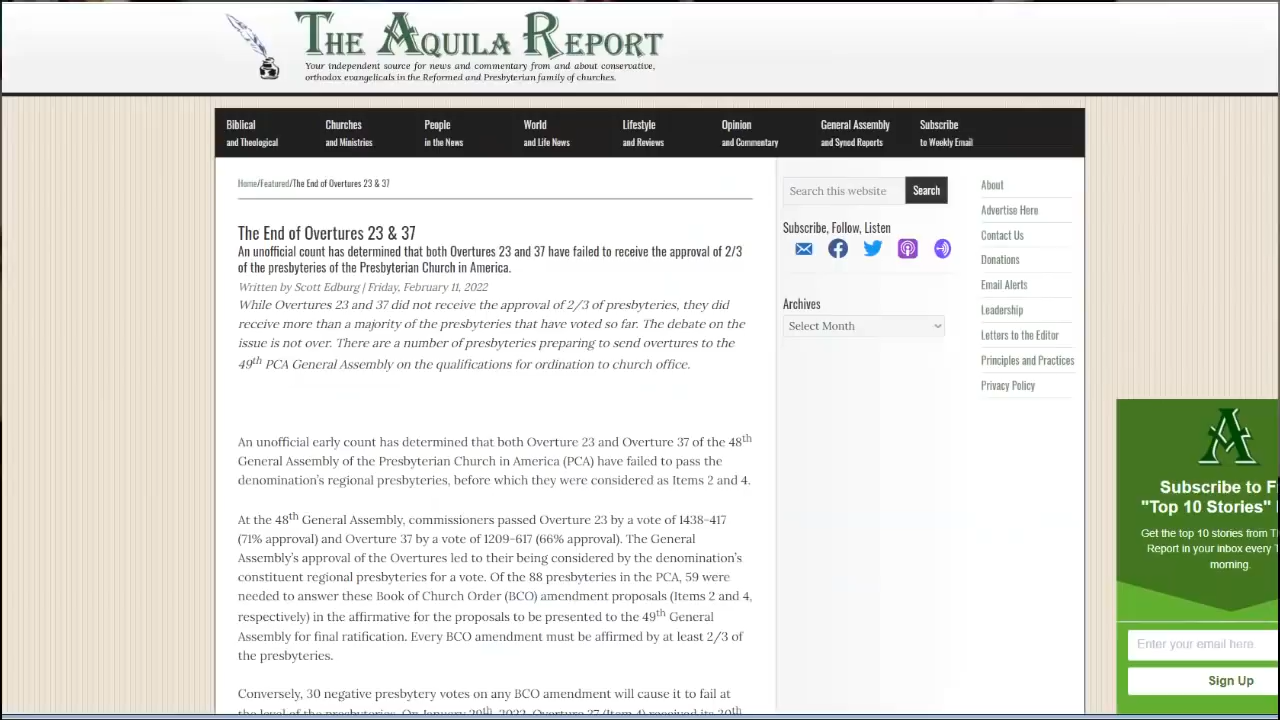 The Aquila Report
Your independent source for news and commentary from and about conservative,
orthodox evangelicals in the Reformed and Presbyterian family of churches.
Biblical
and Theological
Churches
and Ministries
People
in the News
World
and Life News
Lifestyle
and Reviews
Opinion
and Commentary
General Assembly
and Synod Reports
Subscribe
to Weekly Email
Home/Featured/The End of Overtures 23 & 37
The End of Overtures 23 & 37
An unofficial count has determined that both Overtures 23 and 37 have failed to receive the approval of 2/3
of the presbyteries of the Presbyterian Church in America.
Written by Scott Edburg | Friday, February 11, 2022
While Overtures 23 and 37 did not receive the approval of 2/3 of presbyteries, they did
receive more than a majority of the presbyteries that have voted so far. The debate on the
issue is not over. There are a number of presbyteries preparing to send overtures to the
49th PCA General Assembly on the qualifications for ordination to church office.
An unofficial early count has determined that both Overture 23 and Overture 37 of the 48th
General Assembly of the Presbyterian Church in America (PCA) have failed to pass the
denomination's regional presbyteries, before which they were considered as Items 2 and 4.
At the 48th General Assembly, commissioners passed Overture 23 by a vote of 1438-417
(71% approval) and Overture 37 by a vote of 1209-617 (66% approval). The General
Assembly's approval of the Overtures led to their being considered by the denomination's
constituent regional presbyteries for a vote. Of the 88 presbyteries in the PCA, 59 were
needed to answer these Book of Church Order (BCO) amendment proposals (Items 2 and 4,
respectively) in the affirmative for the proposals to be presented to the 49th General
Assembly for final ratification. Every BCO amendment must be affirmed by at least 2/3 of
the presbyteries.
Conversely, 30 negative presbytery votes on any BCO amendment will cause it to fail at
the level of the presbyteries. On January 29th, 2022, Overture 37 (Item 4) received its 30th
Search this website
Search
Subscribe, Follow, Listen
Archives
Select Month
About
Advertise Here
Contact Us
Donations
Email Alerts
Leadership
Letters to the Editor
Principles and Practices
Privacy Policy
A
Subscribe to F
"Top 10 Stories"
Get the top 10 stories from T
Report in your inbox every T
morning.
Enter your email here.
Sign Up